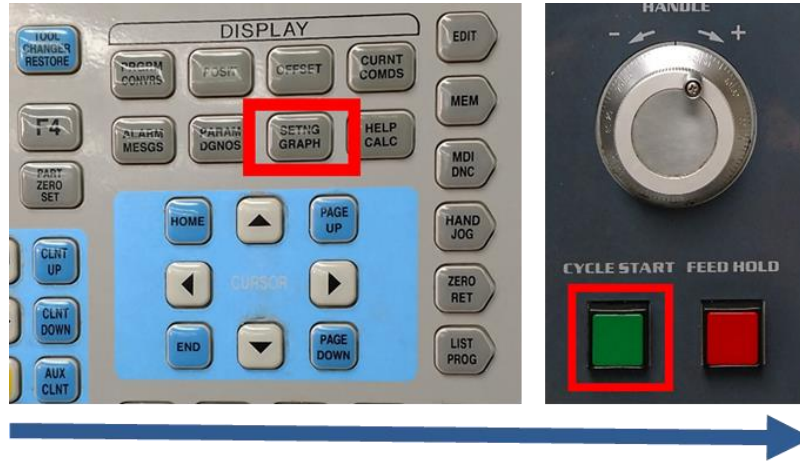 TOOL
CHANGER
RESTORE
F4
PART
ZERO
SET
CLNT
UP
CLNT
DOWN
AUX
CLNT
DISPLAY
PRGRM
CONVRS
POSIT
OFFSET
CURNT
COMDS
ALARM
MESGS
PARAM
DGNOS
SETNG
GRAPH
HELP
CALC
HOME
PAGE
UP
CURSOR
END
PAGE
DOWN
EDIT
MEM
MDI
DNC
HAND
JOG
ZERO
RET
LIST
PROG
HANDLE
- +
CYCLE START FEED HOLD